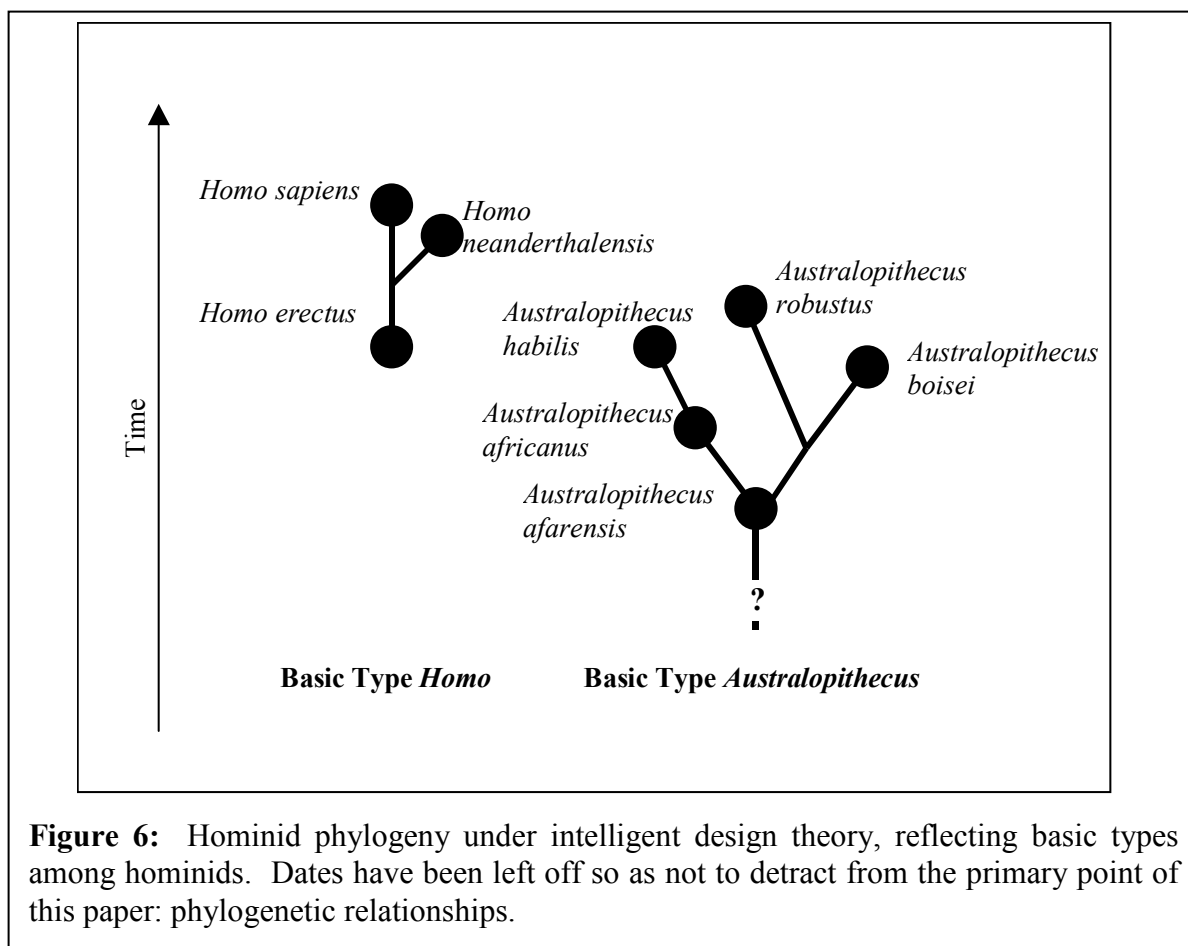 Homo sapiens
Homo
neanderthalensis
Homo erectus
Australopithecus
habilis
Australopithecus
robustus
Australopithecus
boisei
Australopithecus
africanus
Australopithecus
afarensis
Time
?
Basic Type Homo
Basic Type Australopithecus
Figure 6: Hominid phylogeny under intelligent design theory, reflecting basic types
among hominids. Dates have been left off so as not to detract from the primary point of
this paper: phylogenetic relationships.